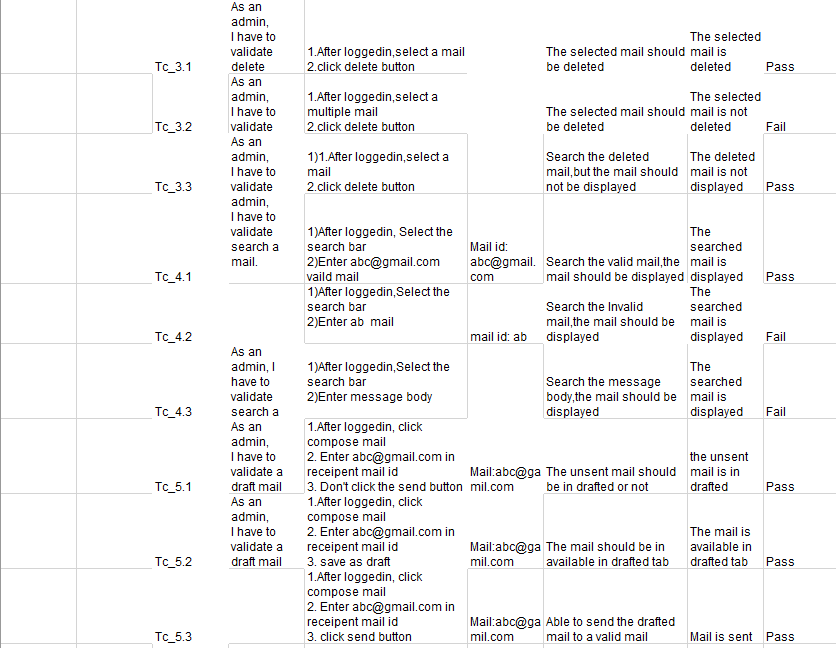 As an
admin,
I have to
validate
delete
Tc_3.1
1.After loggedin,select a mail
2.click delete button
The selected mail should
be deleted
The selected
mail is
deleted
Pass
As an
admin,
I have to
validate
Tc_3.2
1.After loggedin,select a
multiple mail
2.click delete button
The selected mail should
be deleted
The selected
mail is not
deleted
Fail
As an
admin,
I have to
validate
Tc_3.3
1)1.After loggedin,select a
mail
2.click delete button
Search the deleted
mail,but the mail should
not be displayed
The deleted
mail is not
displayed
Pass
admin,
I have to
validate
search a
mail.
Tc_4.1
1)After loggedin, Select the
search bar
2)Enter abc@gmail.com
vaild mail
Mail id:
abc@gmail.
com
Search the valid mail,the
mail should be displayed
The
searched
mail is
displayed
Pass
Tc_4.2
1)After loggedin,Select the
search bar
2)Enter ab  mail
mail id: ab
Search the Invalid
mail,the mail should be
displayed
The
searched
mail is
displayed
Fail
As an
admin, I
have to
validate
search a
Tc_4.3
1)After loggedin,Select the
search bar
2)Enter message body
Search the message
body,the mail should be
displayed
The
searched
mail is
displayed
Fail
As an
admin,
I have to
validate a
draft mail
Tc_5.1
1.After loggedin, click
compose mail
2. Enter abc@gmail.com in
receipent mail id
3. Don't click the send button
Mail:abc@ga
mil.com
The unsent mail should
be in drafted or not
the unsent
mail is in
drafted
Pass
As an
admin,
I have to
validate a
draft mail
Tc_5.2
1.After loggedin, click
compose mail
2. Enter abc@gmail.com in
receipent mail id
3. save as draft
Mail:abc@ga
mil.com
The mail should be in
available in drafted tab
The mail is
available in
drafted tab
Pass
Tc_5.3
1.After loggedin, click
compose mail
2. Enter abc@gmail.com in
receipent mail id
3. click send button
Mail:abc@ga
mil.com
Able to send the drafted
mail to a valid mail
Mail is sent
Pass